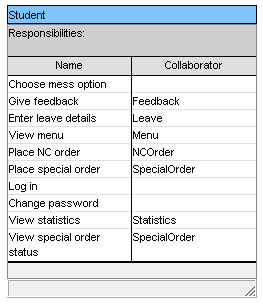 Student
Responsibilities:
Name Collaborator
Choose mess option
Give feedback Feedback
Enter leave details Leave
View menu Menu
Place NC order NCOrder
Place special order SpecialOrder
Log in
Change password
View statistics Statistics
View special order SpecialOrder
status